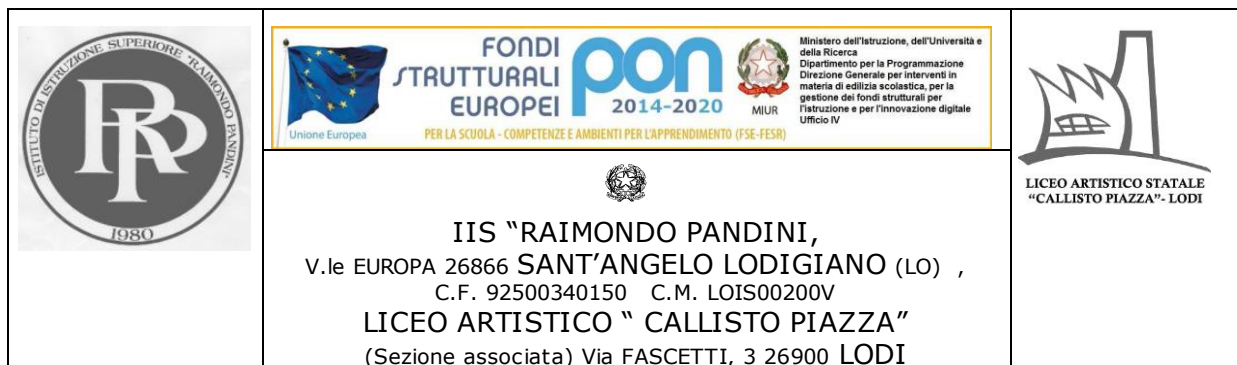 ISTITUTO DI ISTRUZIONE SUPERIORE "RAIMONDO PANDINI"
RP
1980
Unione Europea
FONDI
STRUTTURALI
EUROPEI
pon
2014-2020
MIUR
Ministero dell'Istruzione, dell'Università e
della Ricerca
Dipartimento per la Programmazione
Direzione Generale per interventi in
materia di edilizia scolastica, per la
gestione dei fondi strutturali per
l'istruzione e per l'innovazione digitale
Ufficio IV
PER LA SCUOLA - COMPETENZE E AMBIENTI PER L'APPRENDIMENTO (FSE-FESR)
LICEO ARTISTICO STATALE
"CALLISTO PIAZZA"- LODI
IIS "RAIMONDO PANDINI,
V.le EUROPA 26866 SANT'ANGELO LODIGIANO (LO) ,
C.F. 92500340150 C.M. LOIS00200V
LICEO ARTISTICO " CALLISTO PIAZZA"
(Sezione associata) Via FASCETTI, 3 26900 LODI